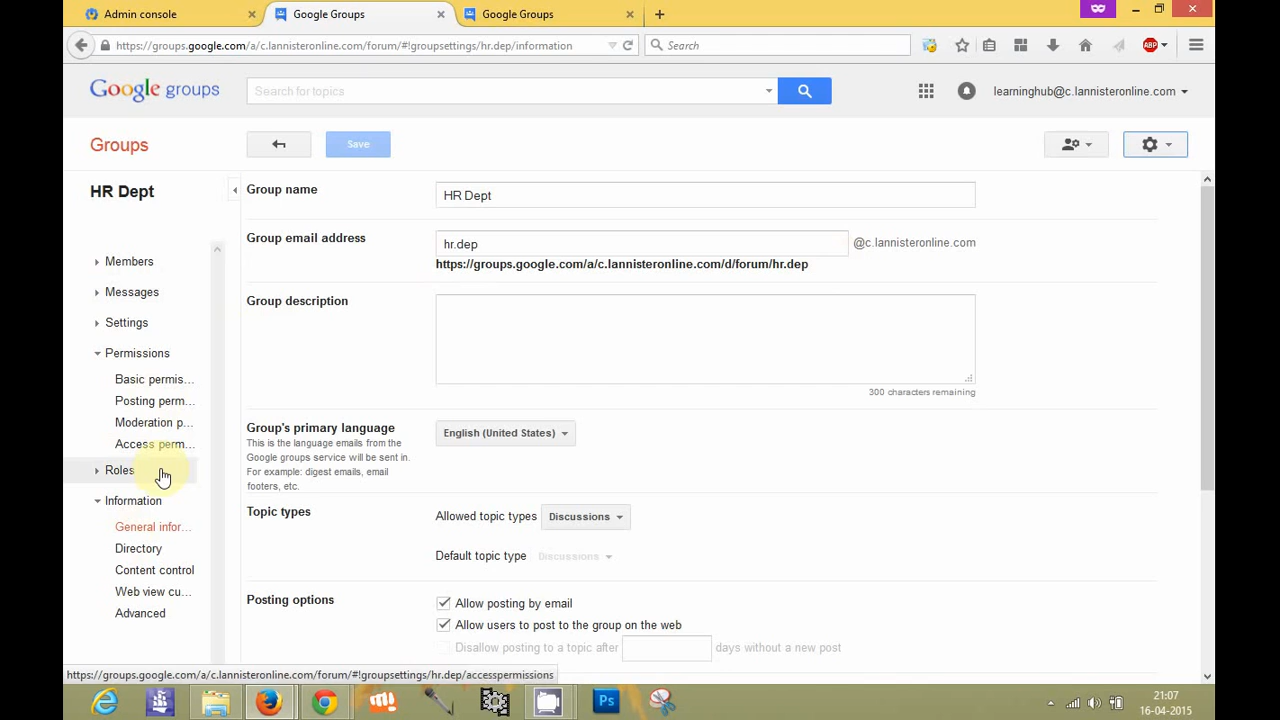 Admin console
Google Groups
Google Groups
https://groups.google.com/a/c.lannisteronline.com/forum/#!groupsettings/hr.dep/information
Search
ABP
Google groups
Search for topics
learninghub@c.lannisteronline.com
Groups
Save
HR Dept
Members
Messages
Settings
Permissions
Basic permis...
Posting perm...
Moderation p...
Access perm...
Roles
Information
General infor...
Directory
Content control
Web view cu...
Advanced
Group name
HR Dept
Group email address
hr.dep
@c.lannisteronline.com
https://groups.google.com/a/c.lannisteronline.com/d/forum/hr.dep
Group description
300 characters remaining
Group's primary language
This is the language emails from the
Google groups service will be sent in.
For example: digest emails, email
footers, etc.
English (United States)
Topic types
Allowed topic types
Discussions
Default topic type
Discussions
Posting options
Allow posting by email
Allow users to post to the group on the web
Disallow posting to a topic after
days without a new post
https://groups.google.com/a/c.lannisteronline.com/forum/#!groupsettings/hr.dep/accesspermissions
Ps
21:07
16-04-2015